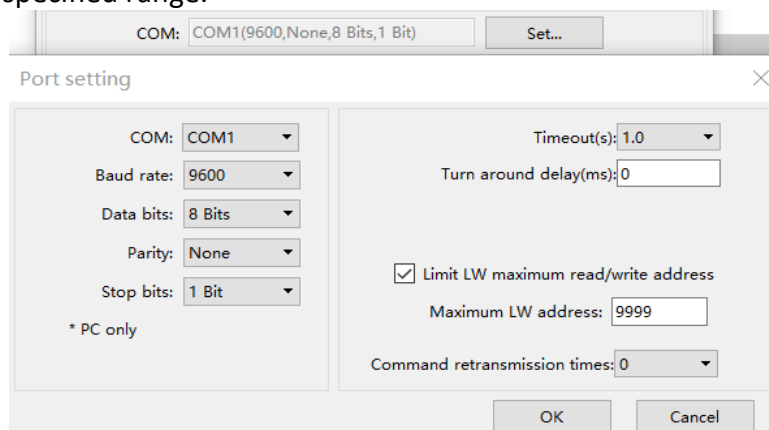 specified range.
COM: COM1(9600,None,8 Bits,1 Bit) Set...
Port setting
COM: COM1
Baud rate: 9600
Data bits: 8 Bits
Parity: None
Stop bits: 1 Bit
* PC only
Timeout(s): 1.0
Turn around delay(ms): 0
Limit LW maximum read/write address
Maximum LW address: 9999
Command retransmission times: 0
OK Cancel